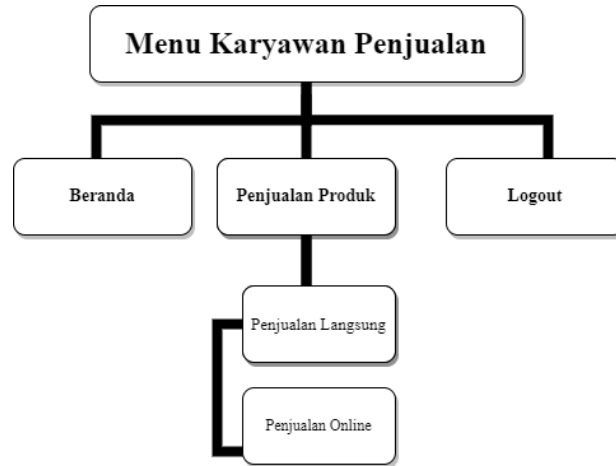 Menu Karyawan Penjualan
Beranda
Penjualan Produk
Logout
Penjualan Langsung
Penjualan Online